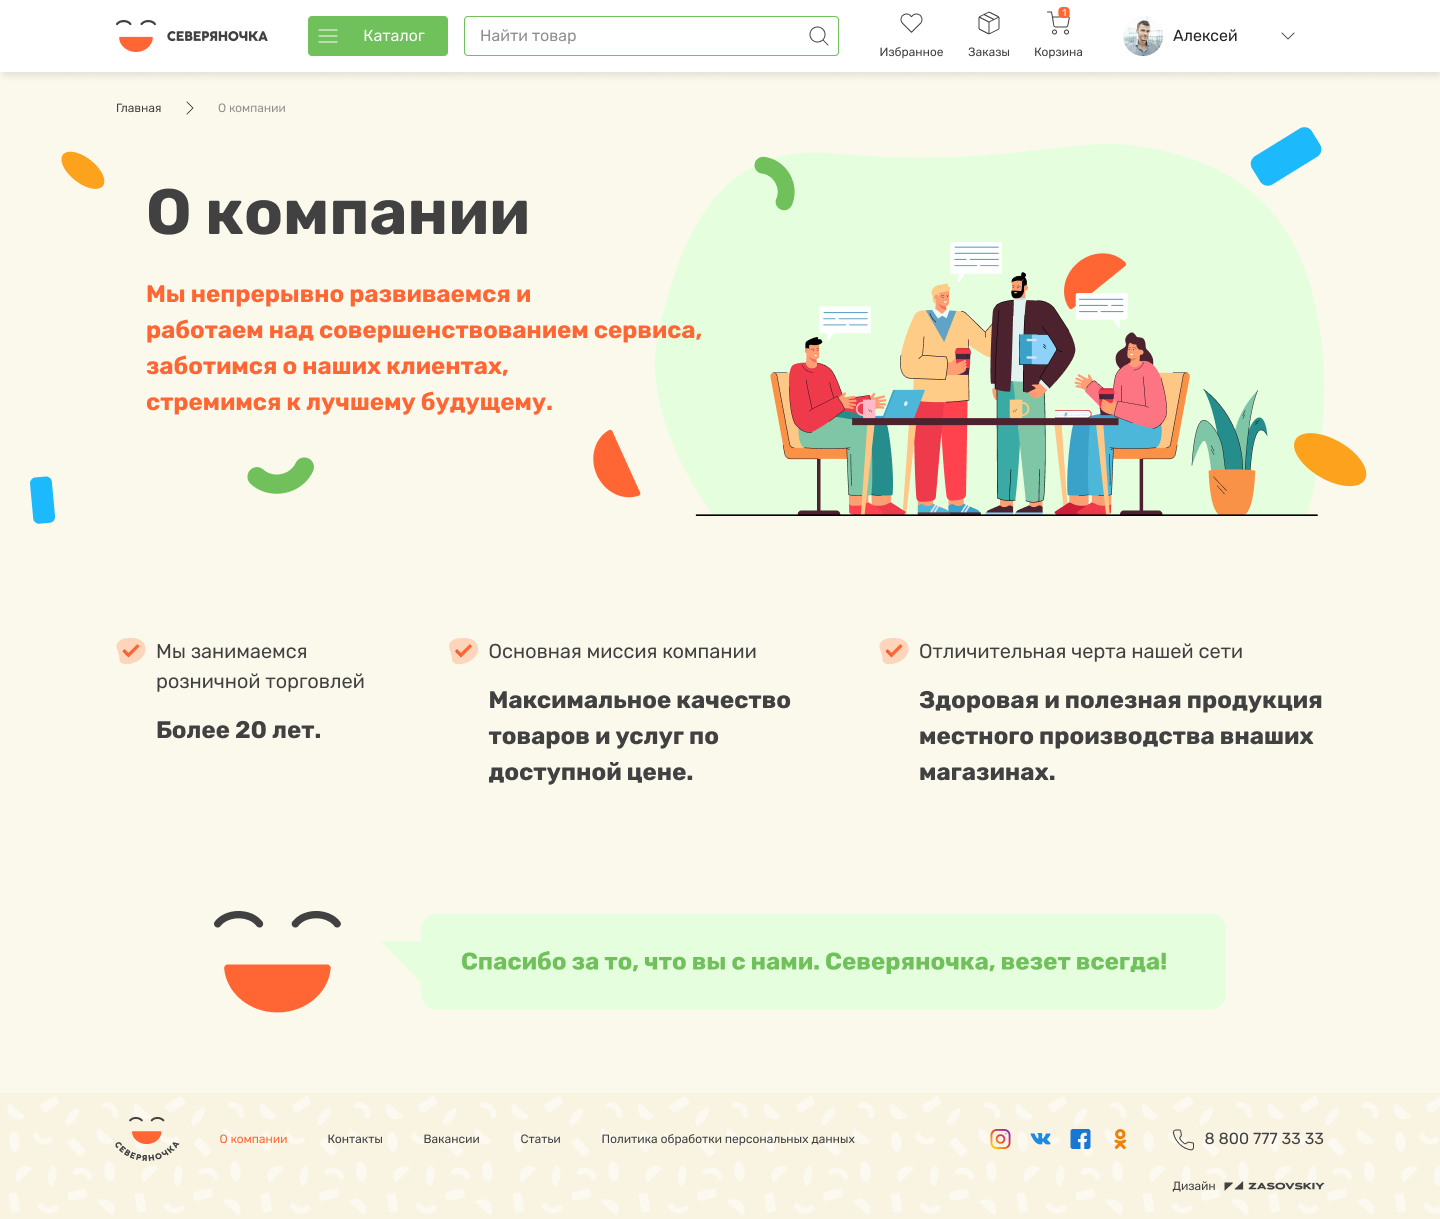 СЕВЕРЯНОЧКА
Каталог
Найти товар
Избранное
Заказы
1
Корзина
Алексей
Главная
О компании
О компании
Мы непрерывно развиваемся и
работаем над совершенствованием сервиса,
заботимся о наших клиентах,
стремимся к лучшему будущему.
Мы занимаемся
розничной торговлей
Более 20 лет.
Основная миссия компании
Максимальное качество
товаров и услуг по
доступной цене.
Отличительная черта нашей сети
Здоровая и полезная продукция
местного производства внаших
магазинах.
Спасибо за то, что вы с нами. Северяночка, везет всегда!
СЕВЕРЯНОЧКА
О компании
Контакты
Вакансии
Статьи
Политика обработки персональных данных
8 800 777 33 33
Дизайн ZASOVSKIY